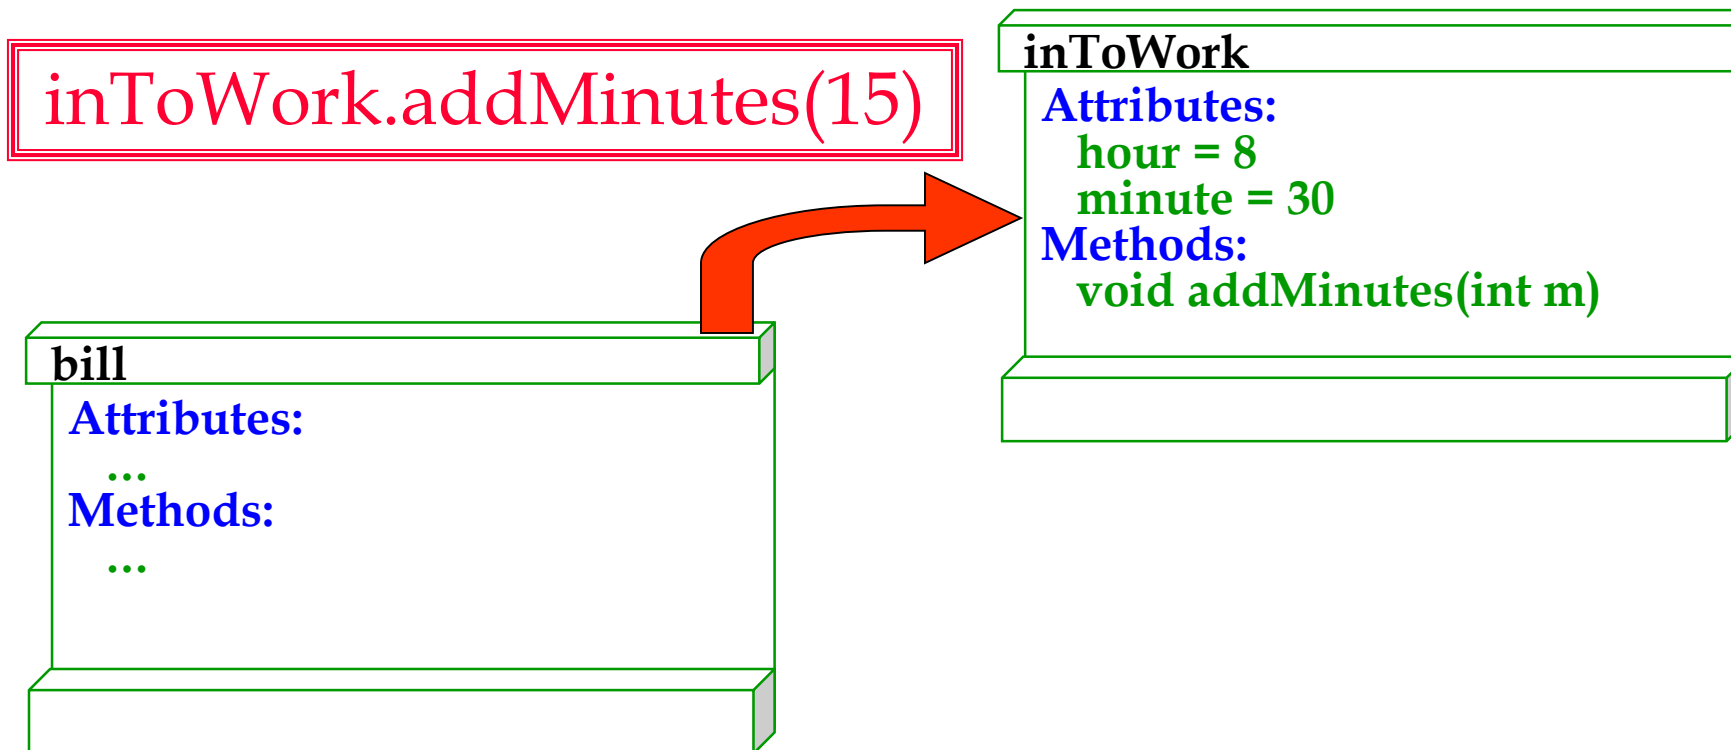 inToWork.addMinutes(15)
inToWork
Attributes:
hour = 8
minute = 30
Methods:
void addMinutes(int m)
bill
Attributes:
...
Methods:
...